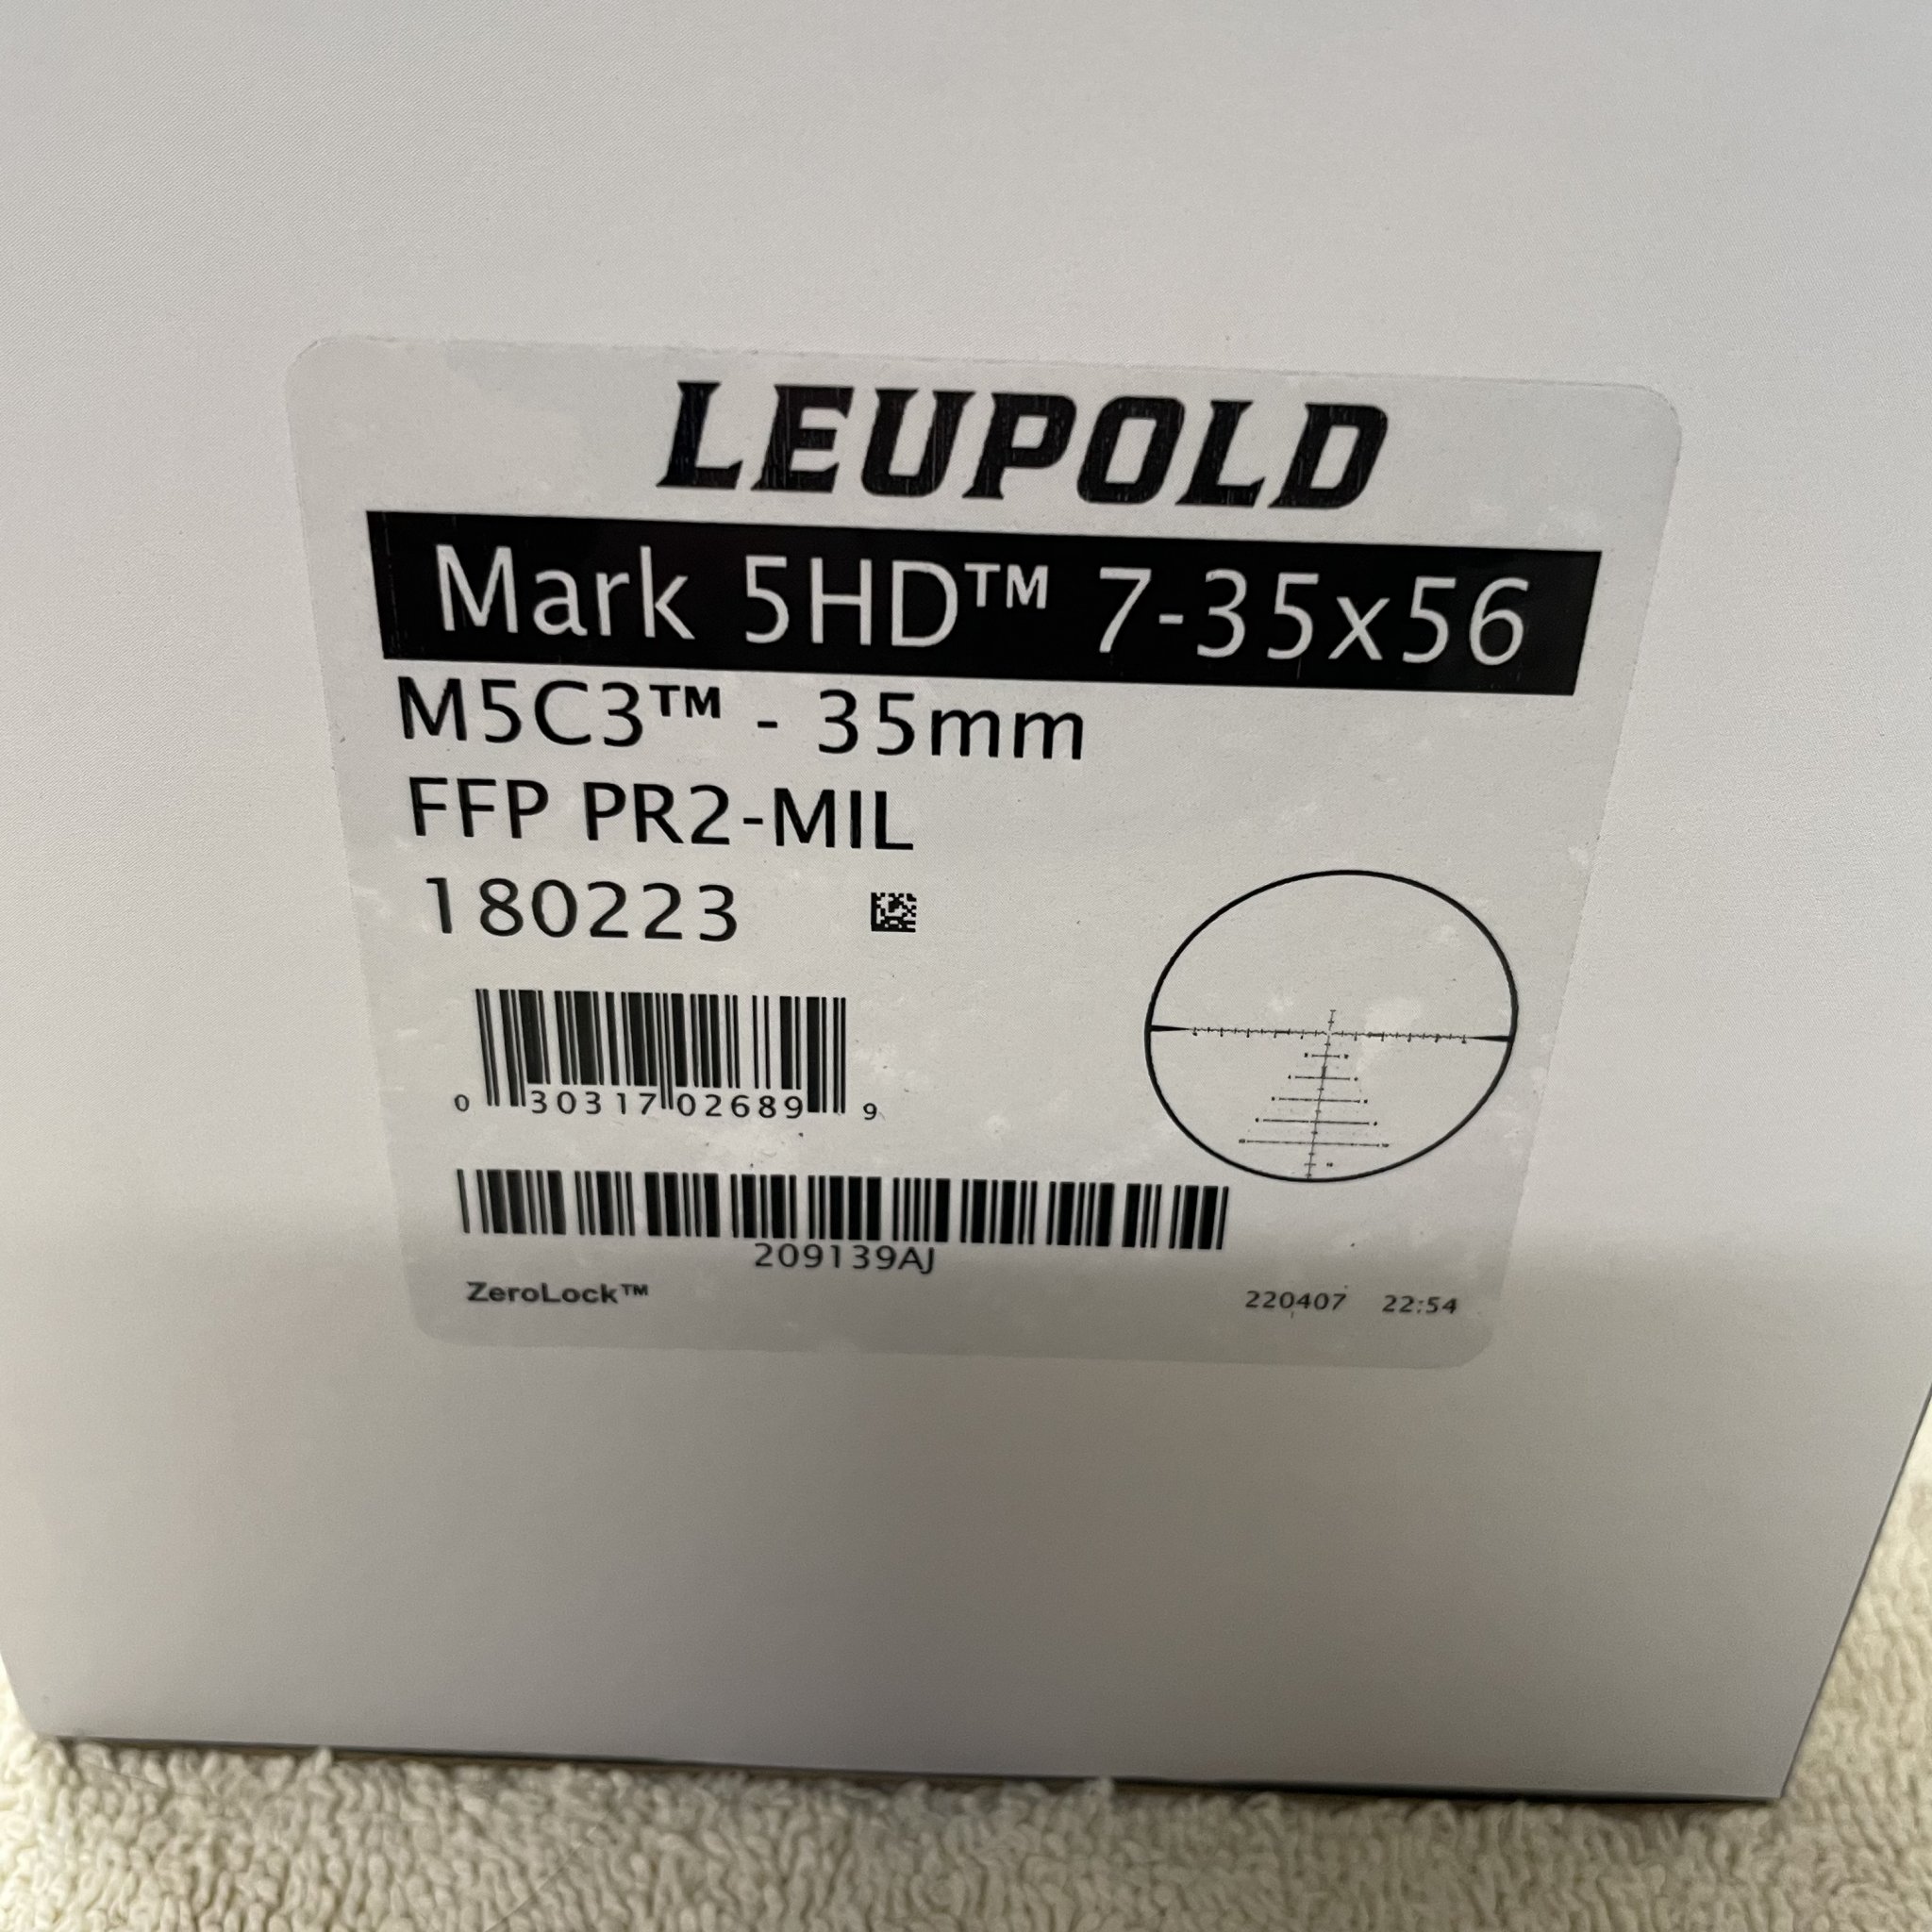 LEUPOLD
Mark 5HD™ 7-35x56
M5C3™ - 35mm
FFP PR2-MIL
180223
0 30317 02689 9
209139AJ
ZeroLock™ 220407 22:54